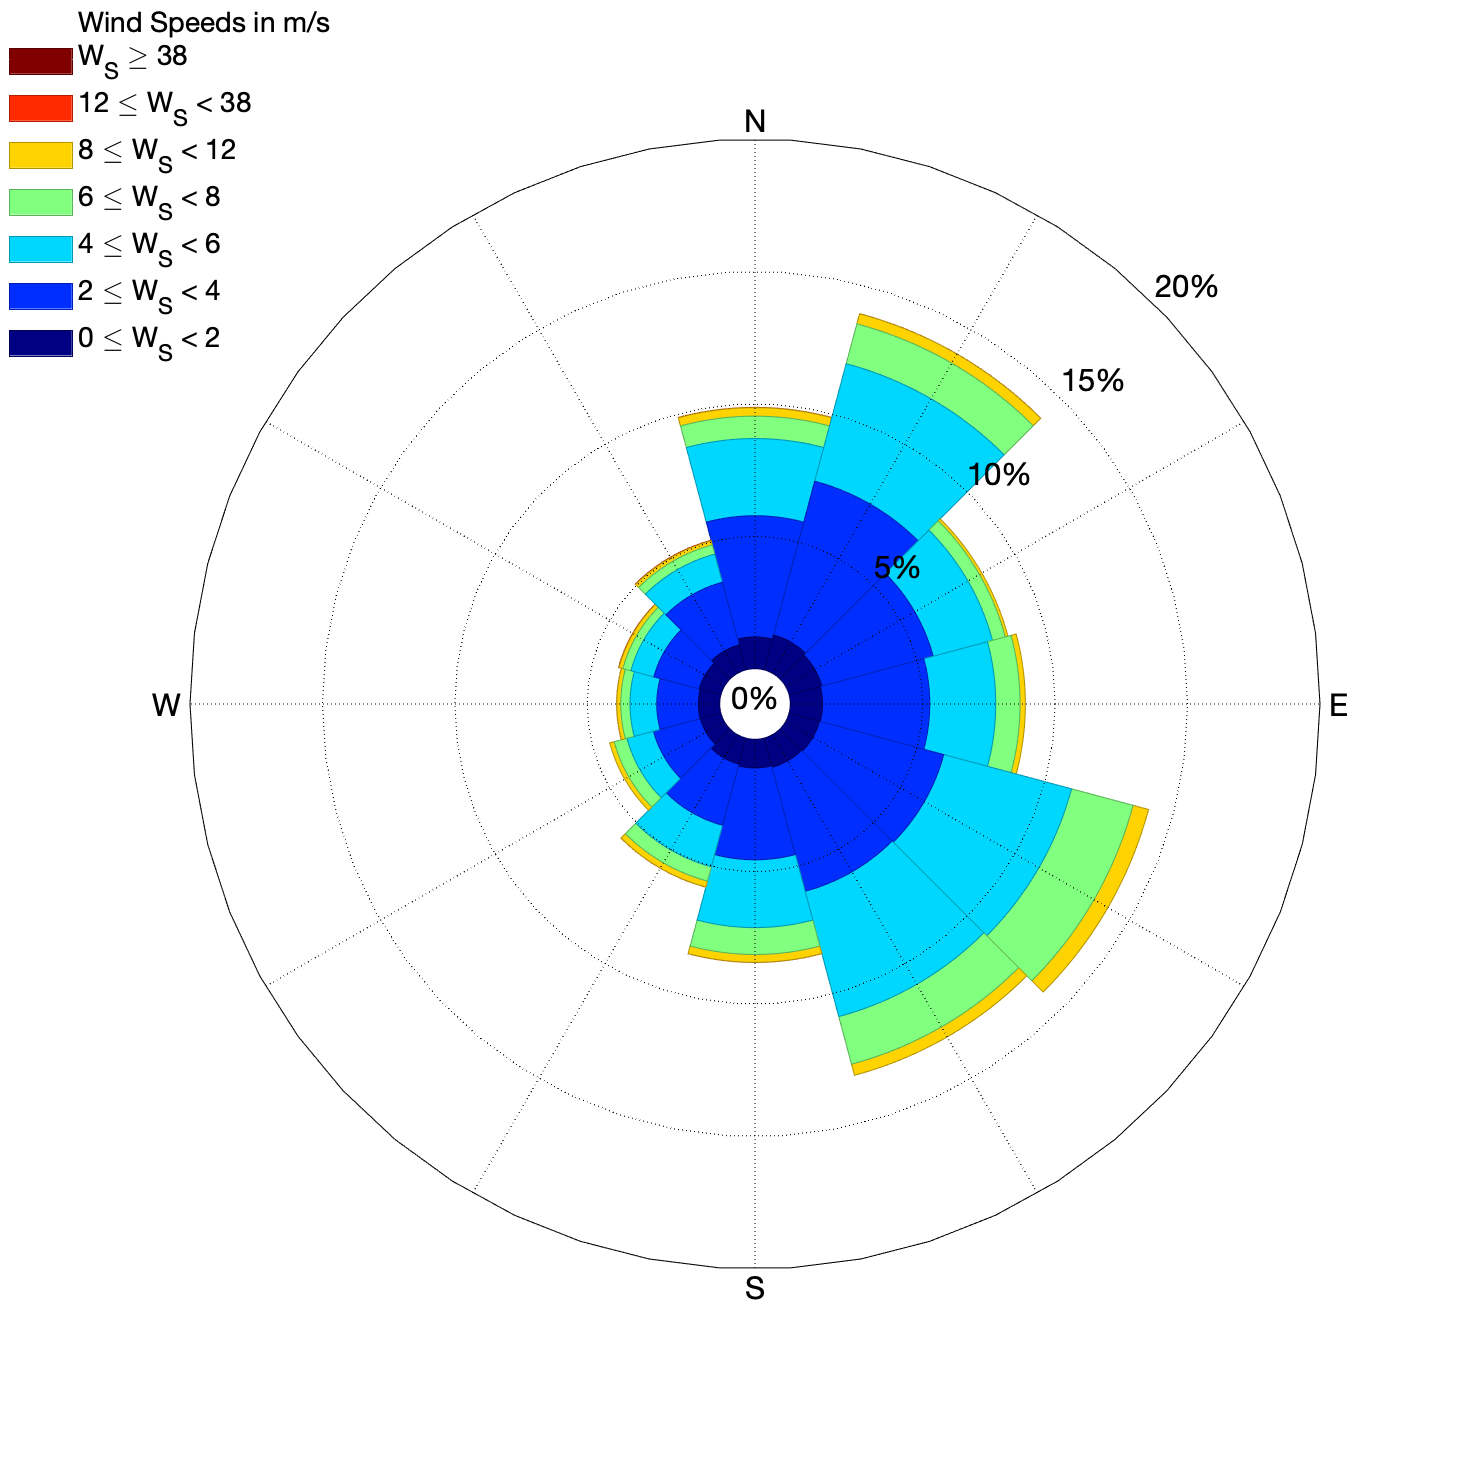 Wind Speeds in m/s
W_S ≥ 38
12 ≤ W_S < 38
8 ≤ W_S < 12
6 ≤ W_S < 8
4 ≤ W_S < 6
2 ≤ W_S < 4
0 ≤ W_S < 2
N
20%
15%
10%
5%
0%
W
E
S